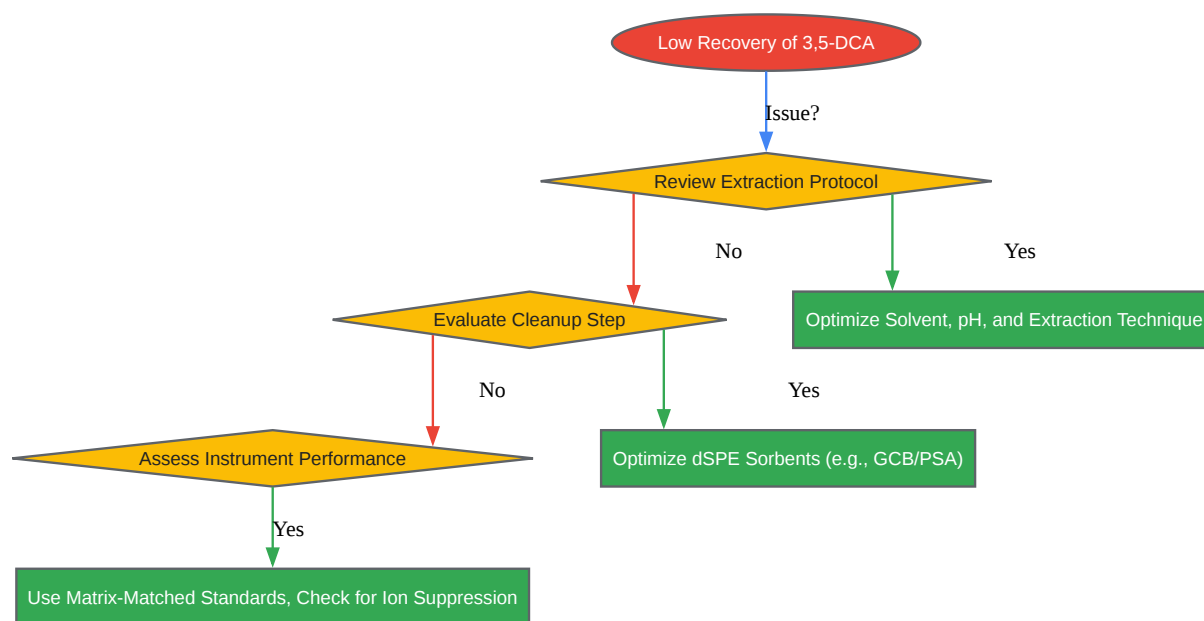 Low Recovery of 3,5-DCA
Issue?
Review Extraction Protocol
No
Yes
Evaluate Cleanup Step
Optimize Solvent, pH, and Extraction Technique
No
Yes
Assess Instrument Performance
Optimize dSPE Sorbents (e.g., GCB/PSA)
Yes
Use Matrix-Matched Standards, Check for Ion Suppression